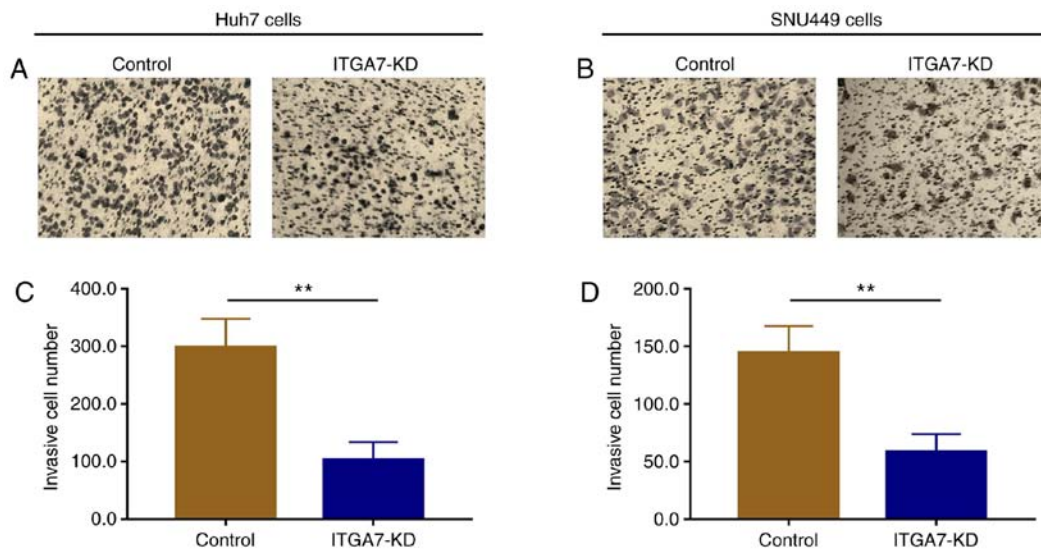 Huh7 cells
SNU449 cells
A
Control
ITGA7-KD
B
Control
ITGA7-KD
C
400.0
300.0
200.0
100.0
0.0
Invasive cell number
**
Control
ITGA7-KD
D
200.0
150.0
100.0
50.0
0.0
Invasive cell number
**
Control
ITGA7-KD